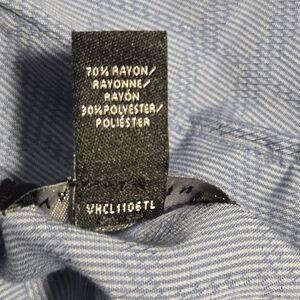 70% RAYON/
RAYONNE/
RAYÓN
30% POLYESTER/
POLIÉSTER
VHCL1106TL